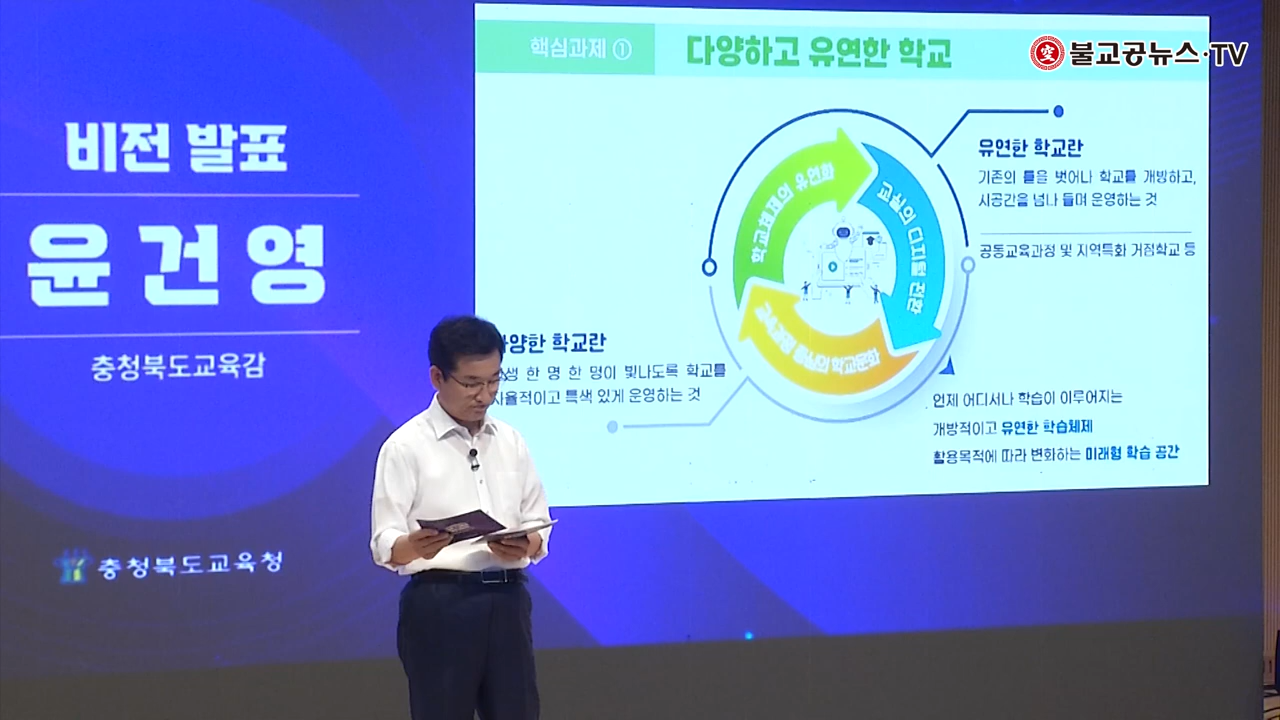 핵심과제 ①
다양하고 유연한 학교
空
불교공뉴스·TV
비전 발표
윤건영
충청북도교육감
충청북도교육청
학교체제의 유연화
교실의 디지털 전환
학교문화
유연한 학교란
기존의 틀을 벗어나 학교를 개방하고,
시공간을 넘나 들며 운영하는 것
공동교육과정 및 지역특화 거점학교 등
양한 학교란
생 한 명 한 명이 빛나도록 학교를
율적이고 특색 있게 운영하는 것
언제 어디서나 학습이 이루어지는
개방적이고 유연한 학습체제
활용목적에 따라 변화하는 미래형 학습 공간